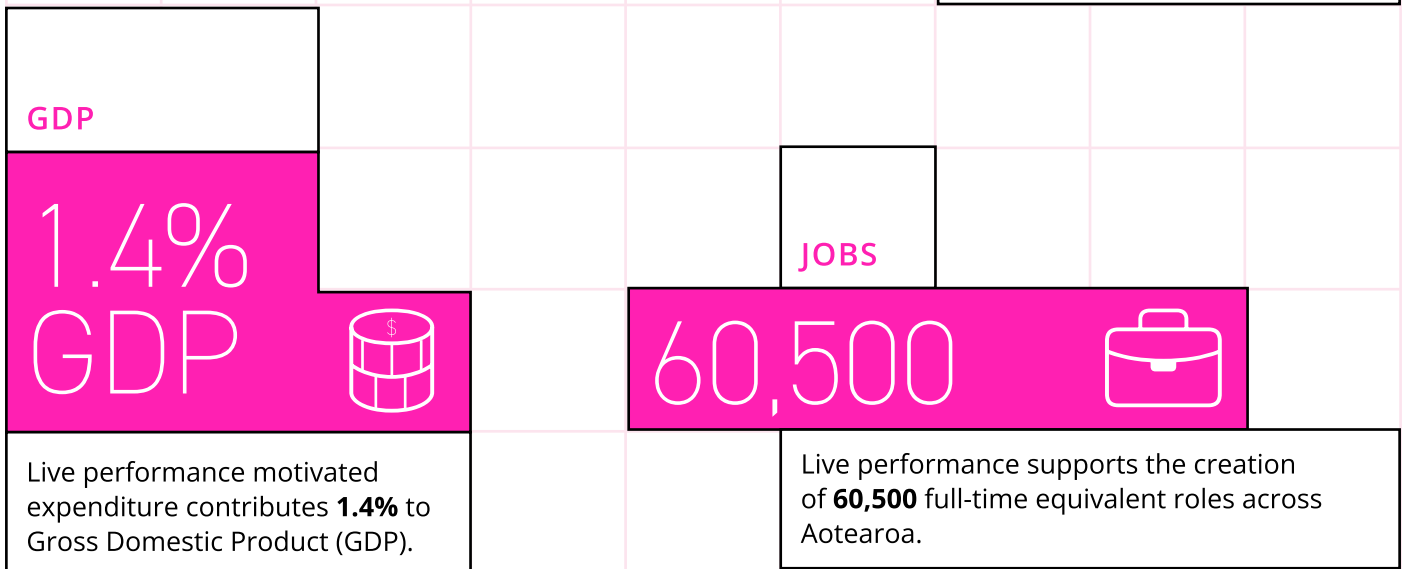 GDP
1.4%
GDP
$
Live performance motivated
expenditure contributes 1.4% to
Gross Domestic Product (GDP).
JOBS
60,500
Live performance supports the creation
of 60,500 full-time equivalent roles across
Aotearoa.